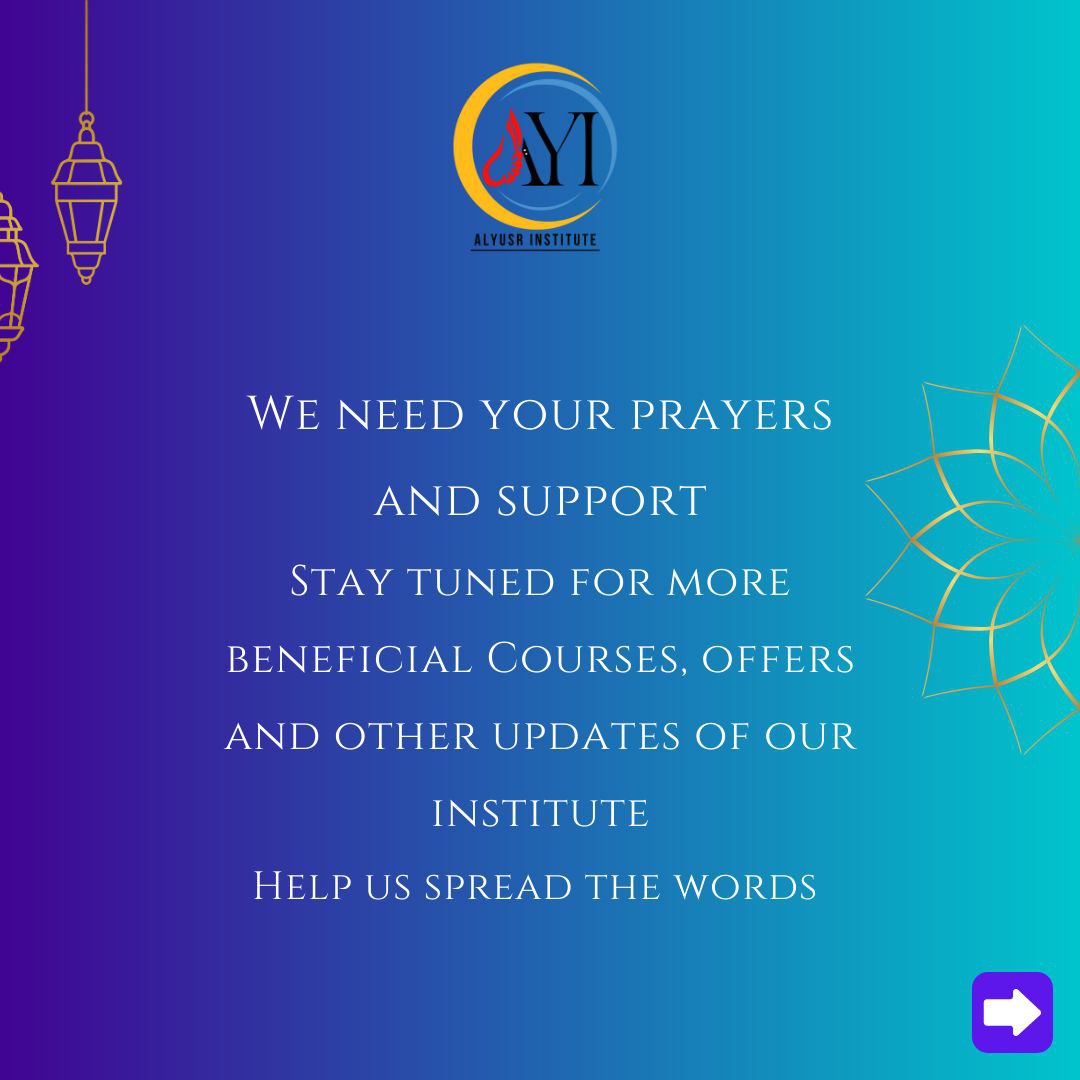 AYI
ALYUSR INSTITUTE
We need your prayers
and support
Stay tuned for more
beneficial Courses, offers
and other updates of our
institute
Help us spread the words